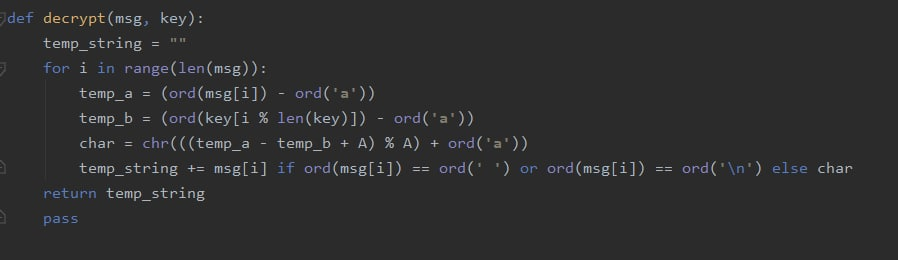 def decrypt(msg, key):
    temp_string = ""
    for i in range(len(msg)):
        temp_a = (ord(msg[i]) - ord('a'))
        temp_b = (ord(key[i % len(key)]) - ord('a'))
        char = chr(((temp_a - temp_b + A) % A) + ord('a'))
        temp_string += msg[i] if ord(msg[i]) == ord(' ') or ord(msg[i]) == ord('\n') else char
    return temp_string
    pass